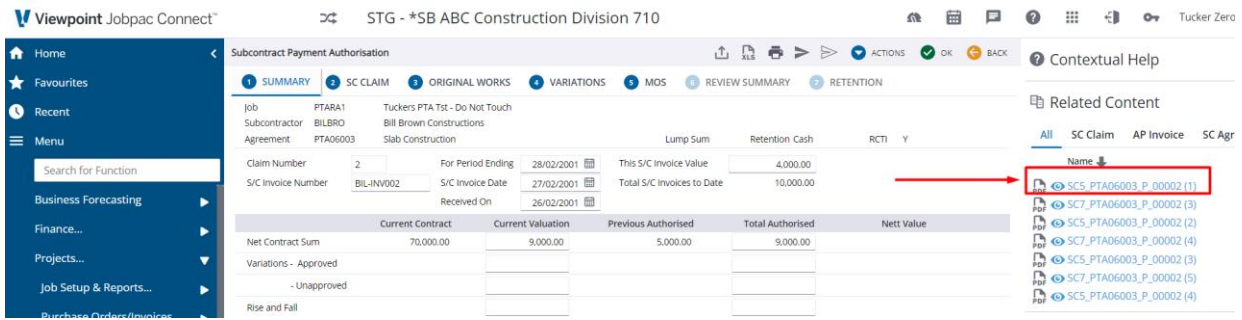 Viewpoint Jobpac Connect™ STG - *SB ABC Construction Division 710 Tucker Zero
Home
Favourites
Recent
Menu
Search for Function
Business Forecasting
Finance...
Projects...
Job Setup & Reports...
Purchase Orders/Invoices
Subcontract Payment Authorisation XLS ACTIONS OK BACK
1 SUMMARY 2 SC CLAIM 3 ORIGINAL WORKS 4 VARIATIONS 5 MOS 6 REVIEW SUMMARY 7 RETENTION
Job PTARA1 Tuckers PTA Tst - Do Not Touch
Subcontractor BILBRO Bill Brown Constructions
Agreement PTA06003 Slab Construction Lump Sum Retention Cash RCTI Y
Claim Number 2 For Period Ending 28/02/2001 This S/C Invoice Value 4,000.00
S/C Invoice Number BIL-INV002 S/C Invoice Date 27/02/2001 Total S/C Invoices to Date 10,000.00
Received On 26/02/2001
Current Contract Current Valuation Previous Authorised Total Authorised Nett Value
Net Contract Sum 70,000.00 9,000.00 5,000.00 9,000.00
Variations - Approved
- Unapproved
Rise and Fall
Contextual Help
Related Content
All SC Claim AP Invoice SC Agr
Name
PDF SC5_PTA06003_P_00002 (1)
PDF SC7_PTA06003_P_00002 (3)
PDF SC5_PTA06003_P_00002 (2)
PDF SC7_PTA06003_P_00002 (4)
PDF SC5_PTA06003_P_00002 (3)
PDF SC7_PTA06003_P_00002 (5)
PDF SC5_PTA06003_P_00002 (4)